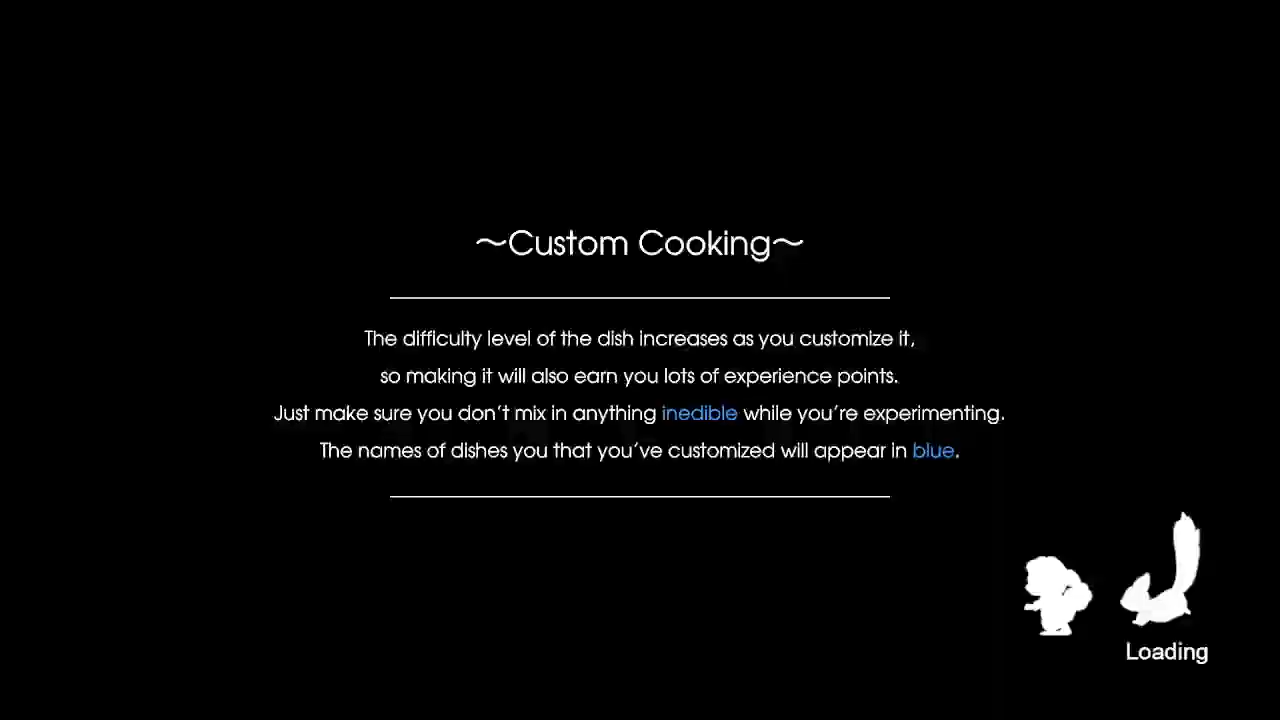 ～Custom Cooking～
The difficulty level of the dish increases as you customize it,
so making it will also earn you lots of experience points.
Just make sure you don’t mix in anything inedible while you’re experimenting.
The names of dishes you that you’ve customized will appear in blue.
Loading